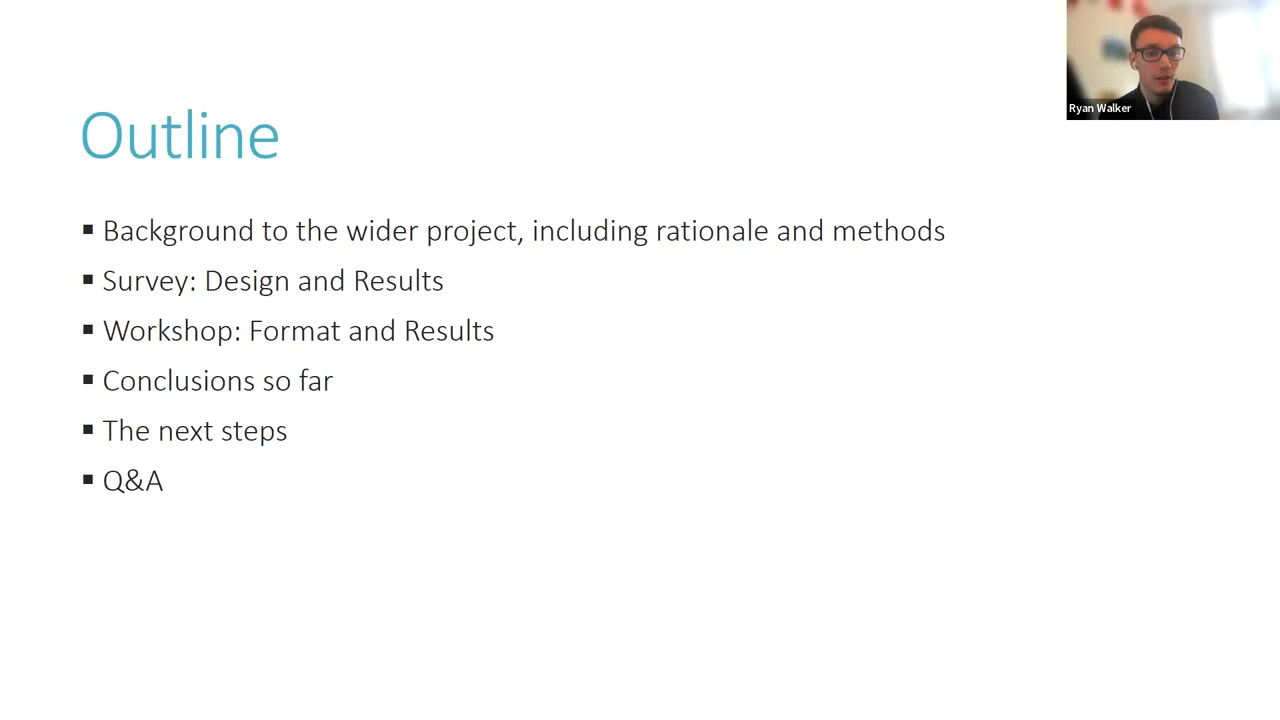 Outline
Background to the wider project, including rationale and methods
Survey: Design and Results
Workshop: Format and Results
Conclusions so far
The next steps
Q&A
Ryan Walker